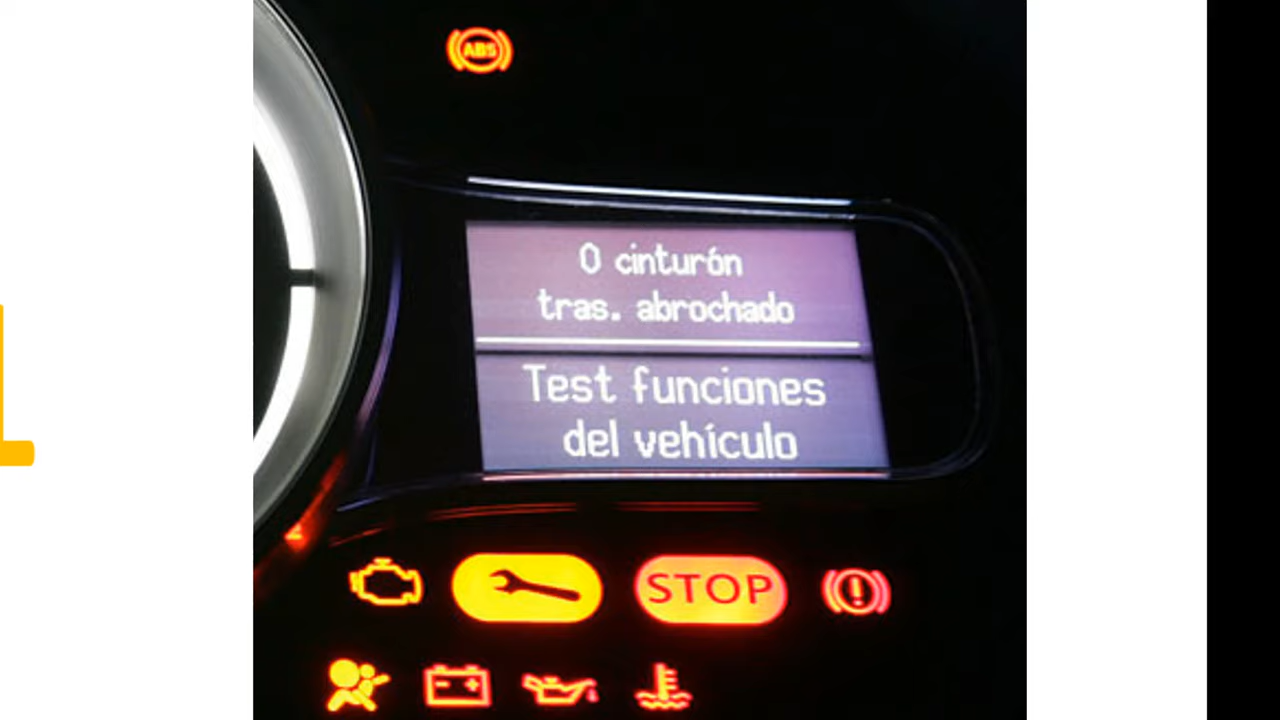 ABS
0 cinturón
tras. abrochado
Test funciones
del vehículo
STOP